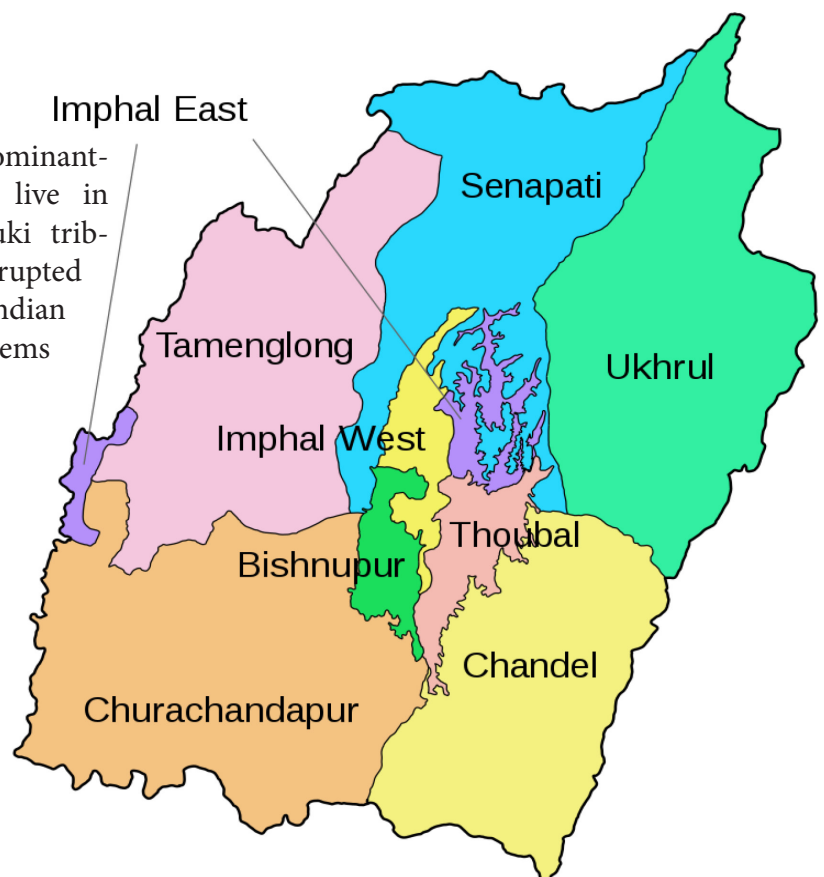 Imphal East
ominant-
live in
uki trib-
rupted
ndian
ems
Senapati
Tamenglong
Ukhrul
Imphal West
Thoubal
Bishnupur
Chandel
Churachandapur